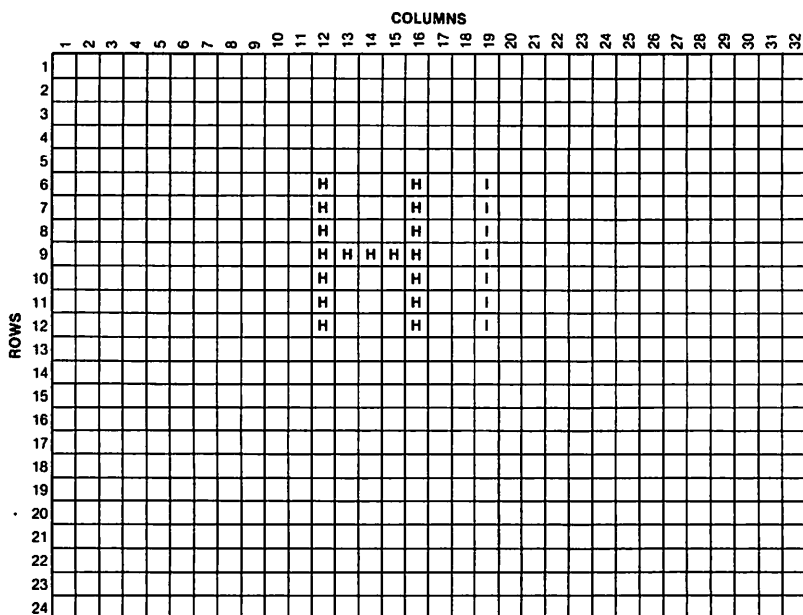 COLUMNS
1 2 3 4 5 6 7 8 9 10 11 12 13 14 15 16 17 18 19 20 21 22 23 24 25 26 27 28 29 30 31 32
ROWS
1
2
3
4
5
6 H H I
7 H H I
8 H H I
9 H H H H H I
10 H H I
11 H H I
12 H H I
13
14
15
16
17
18
19
20
21
22
23
24